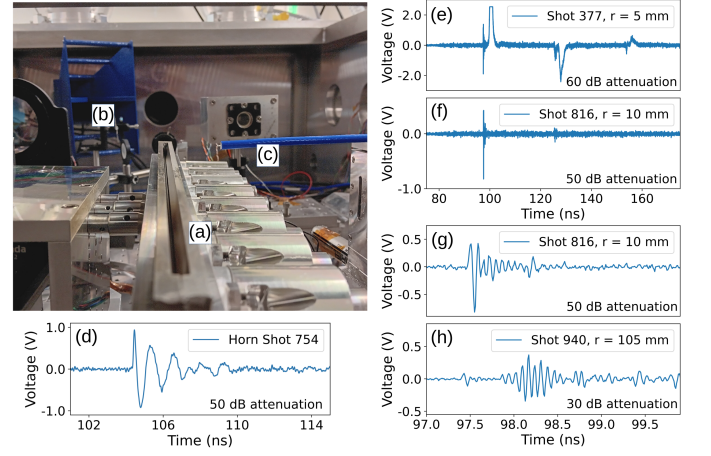 (b)
(c)
(a)
(d)
Horn Shot 754
50 dB attenuation
Voltage (V)
1.0
0.0
-1.0
102
106
110
114
Time (ns)
(e)
Shot 377, r = 5 mm
60 dB attenuation
Voltage (V)
2.0
0.0
-2.0
(f)
Shot 816, r = 10 mm
50 dB attenuation
Voltage (V)
0.0
-1.0
80
100
120
140
160
Time (ns)
(g)
Shot 816, r = 10 mm
50 dB attenuation
Voltage (V)
0.5
0.0
-0.5
(h)
Shot 940, r = 105 mm
30 dB attenuation
Voltage (V)
0.5
0.0
-0.5
97.0
97.5
98.0
98.5
99.0
99.5
Time (ns)